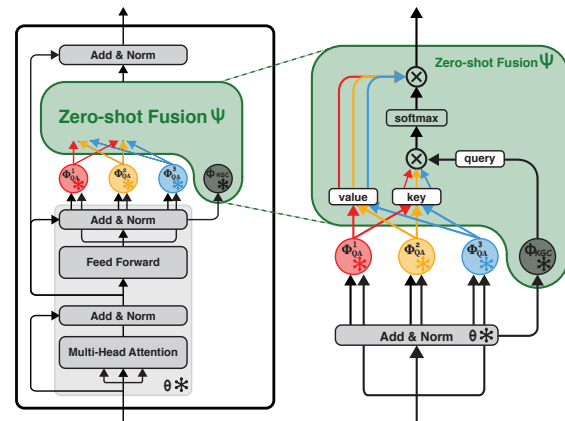 Add & Norm
Zero-shot Fusion Ψ
Φ¹QA
Φ²QA
Φ³QA
ΦKGC
Add & Norm
Feed Forward
Add & Norm
Multi-Head Attention
θ
Zero-shot Fusion Ψ
softmax
query
value
key
Φ¹QA
Φ²QA
Φ³QA
ΦKGC
Add & Norm θ